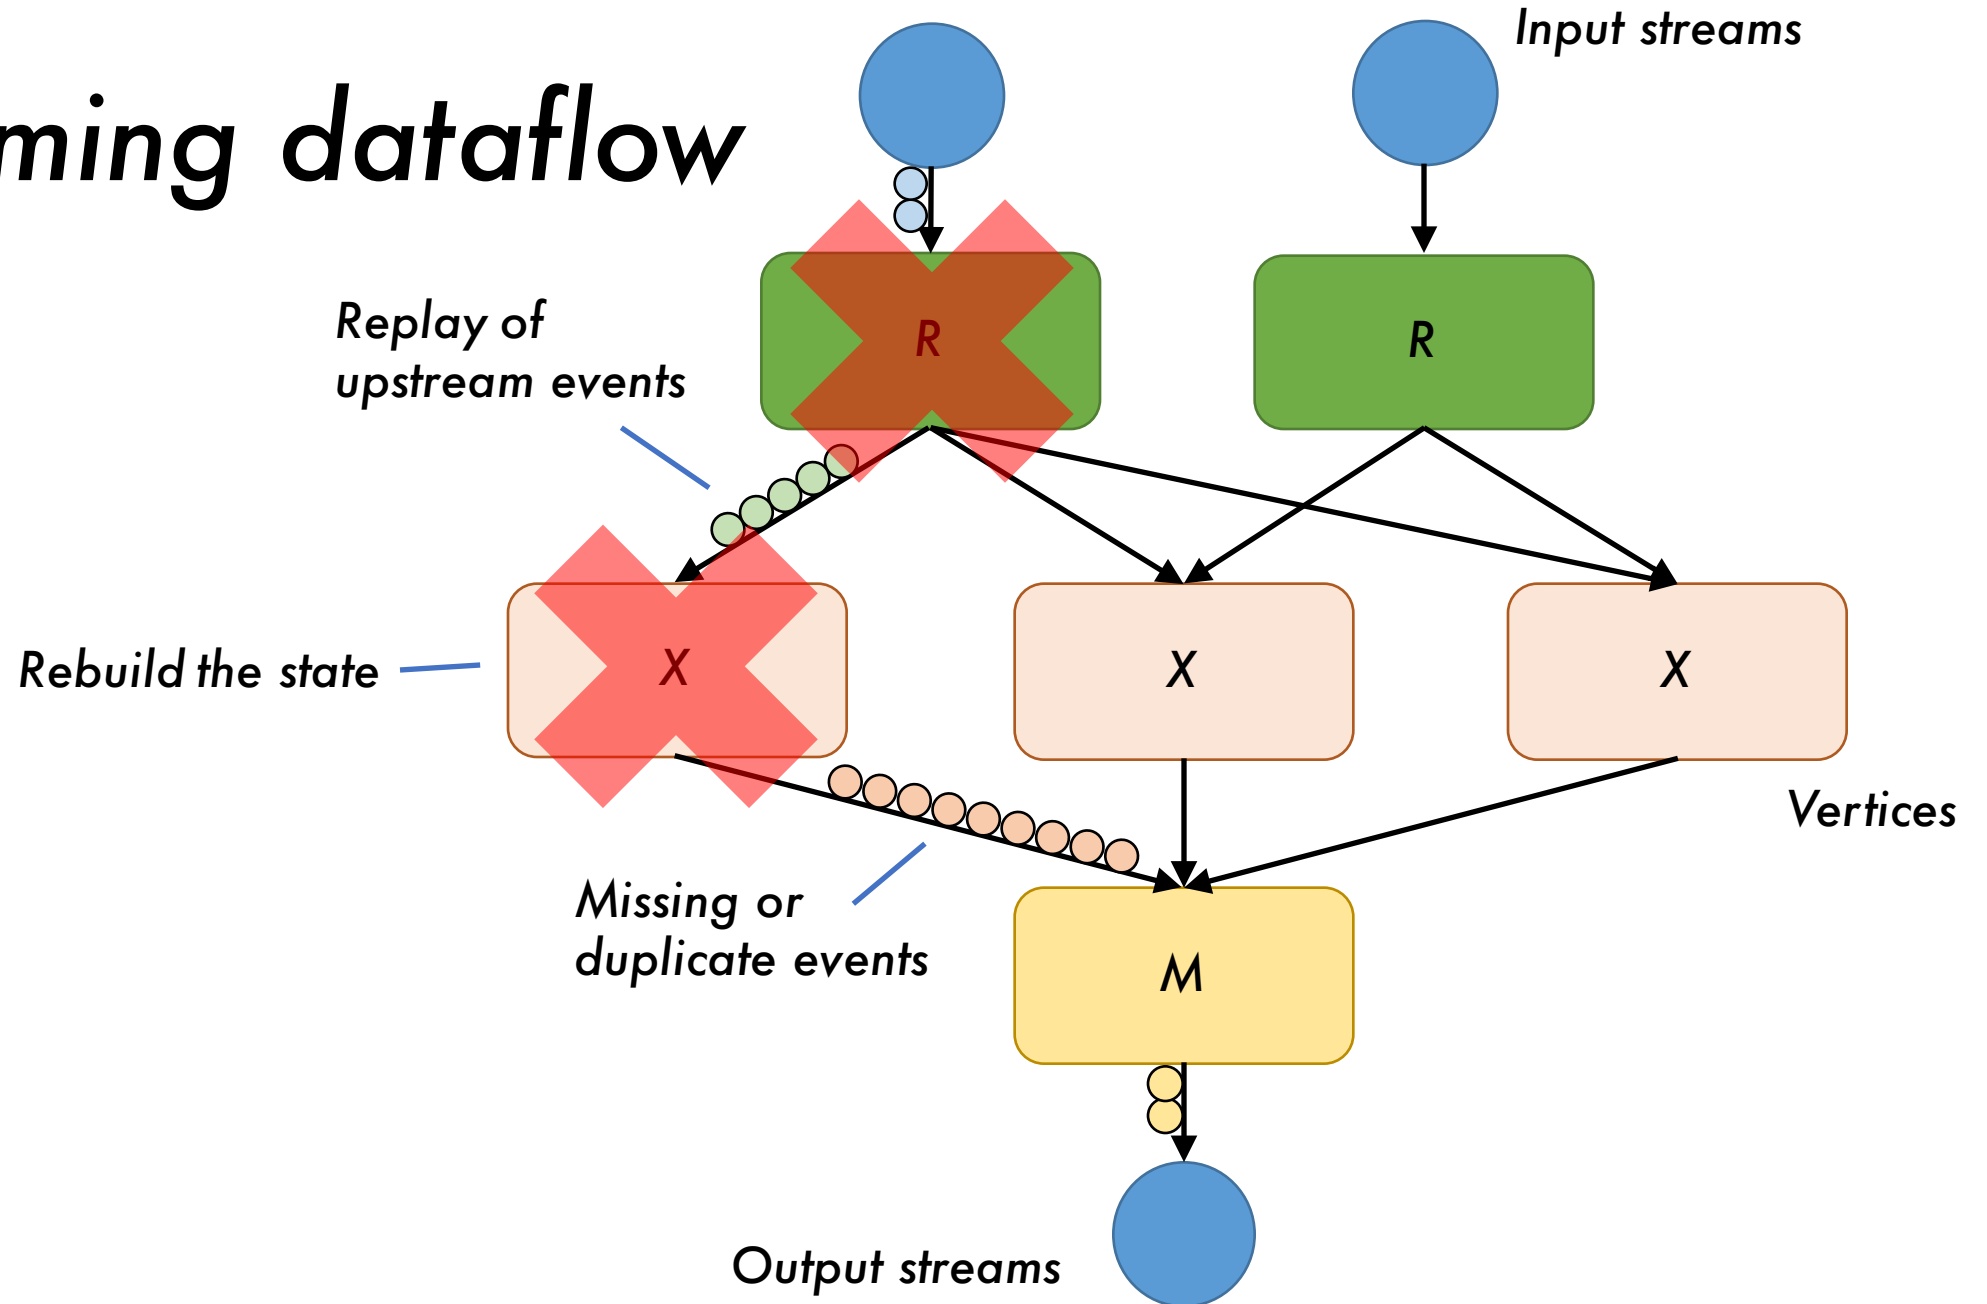 Input streams
ming dataflow
Replay of
upstream events
R
R
Rebuild the state
X
X
X
Vertices
Missing or
duplicate events
M
Output streams